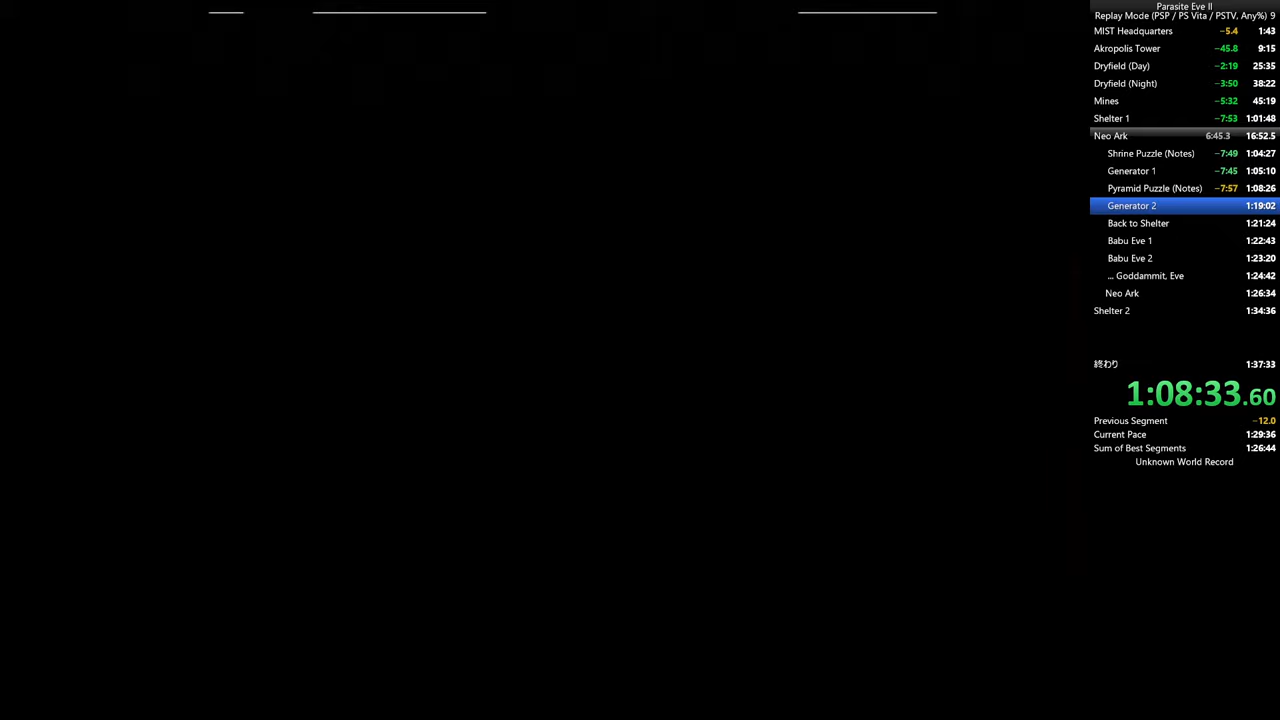 Parasite Eve II
Replay Mode (PSP / PS Vita / PSTV, Any%) 9
MIST Headquarters −5.4 1:43
Akropolis Tower −45.8 9:15
Dryfield (Day) −2:19 25:35
Dryfield (Night) −3:50 38:22
Mines −5:32 45:19
Shelter 1 −7:53 1:01:48
Neo Ark 6:45.3 16:52.5
Shrine Puzzle (Notes) −7:49 1:04:27
Generator 1 −7:45 1:05:10
Pyramid Puzzle (Notes) −7:57 1:08:26
Generator 2 1:19:02
Back to Shelter 1:21:24
Babu Eve 1 1:22:43
Babu Eve 2 1:23:20
... Goddammit, Eve 1:24:42
Neo Ark 1:26:34
Shelter 2 1:34:36
終わり 1:37:33
1:08:33.60
Previous Segment −12.0
Current Pace 1:29:36
Sum of Best Segments 1:26:44
Unknown World Record